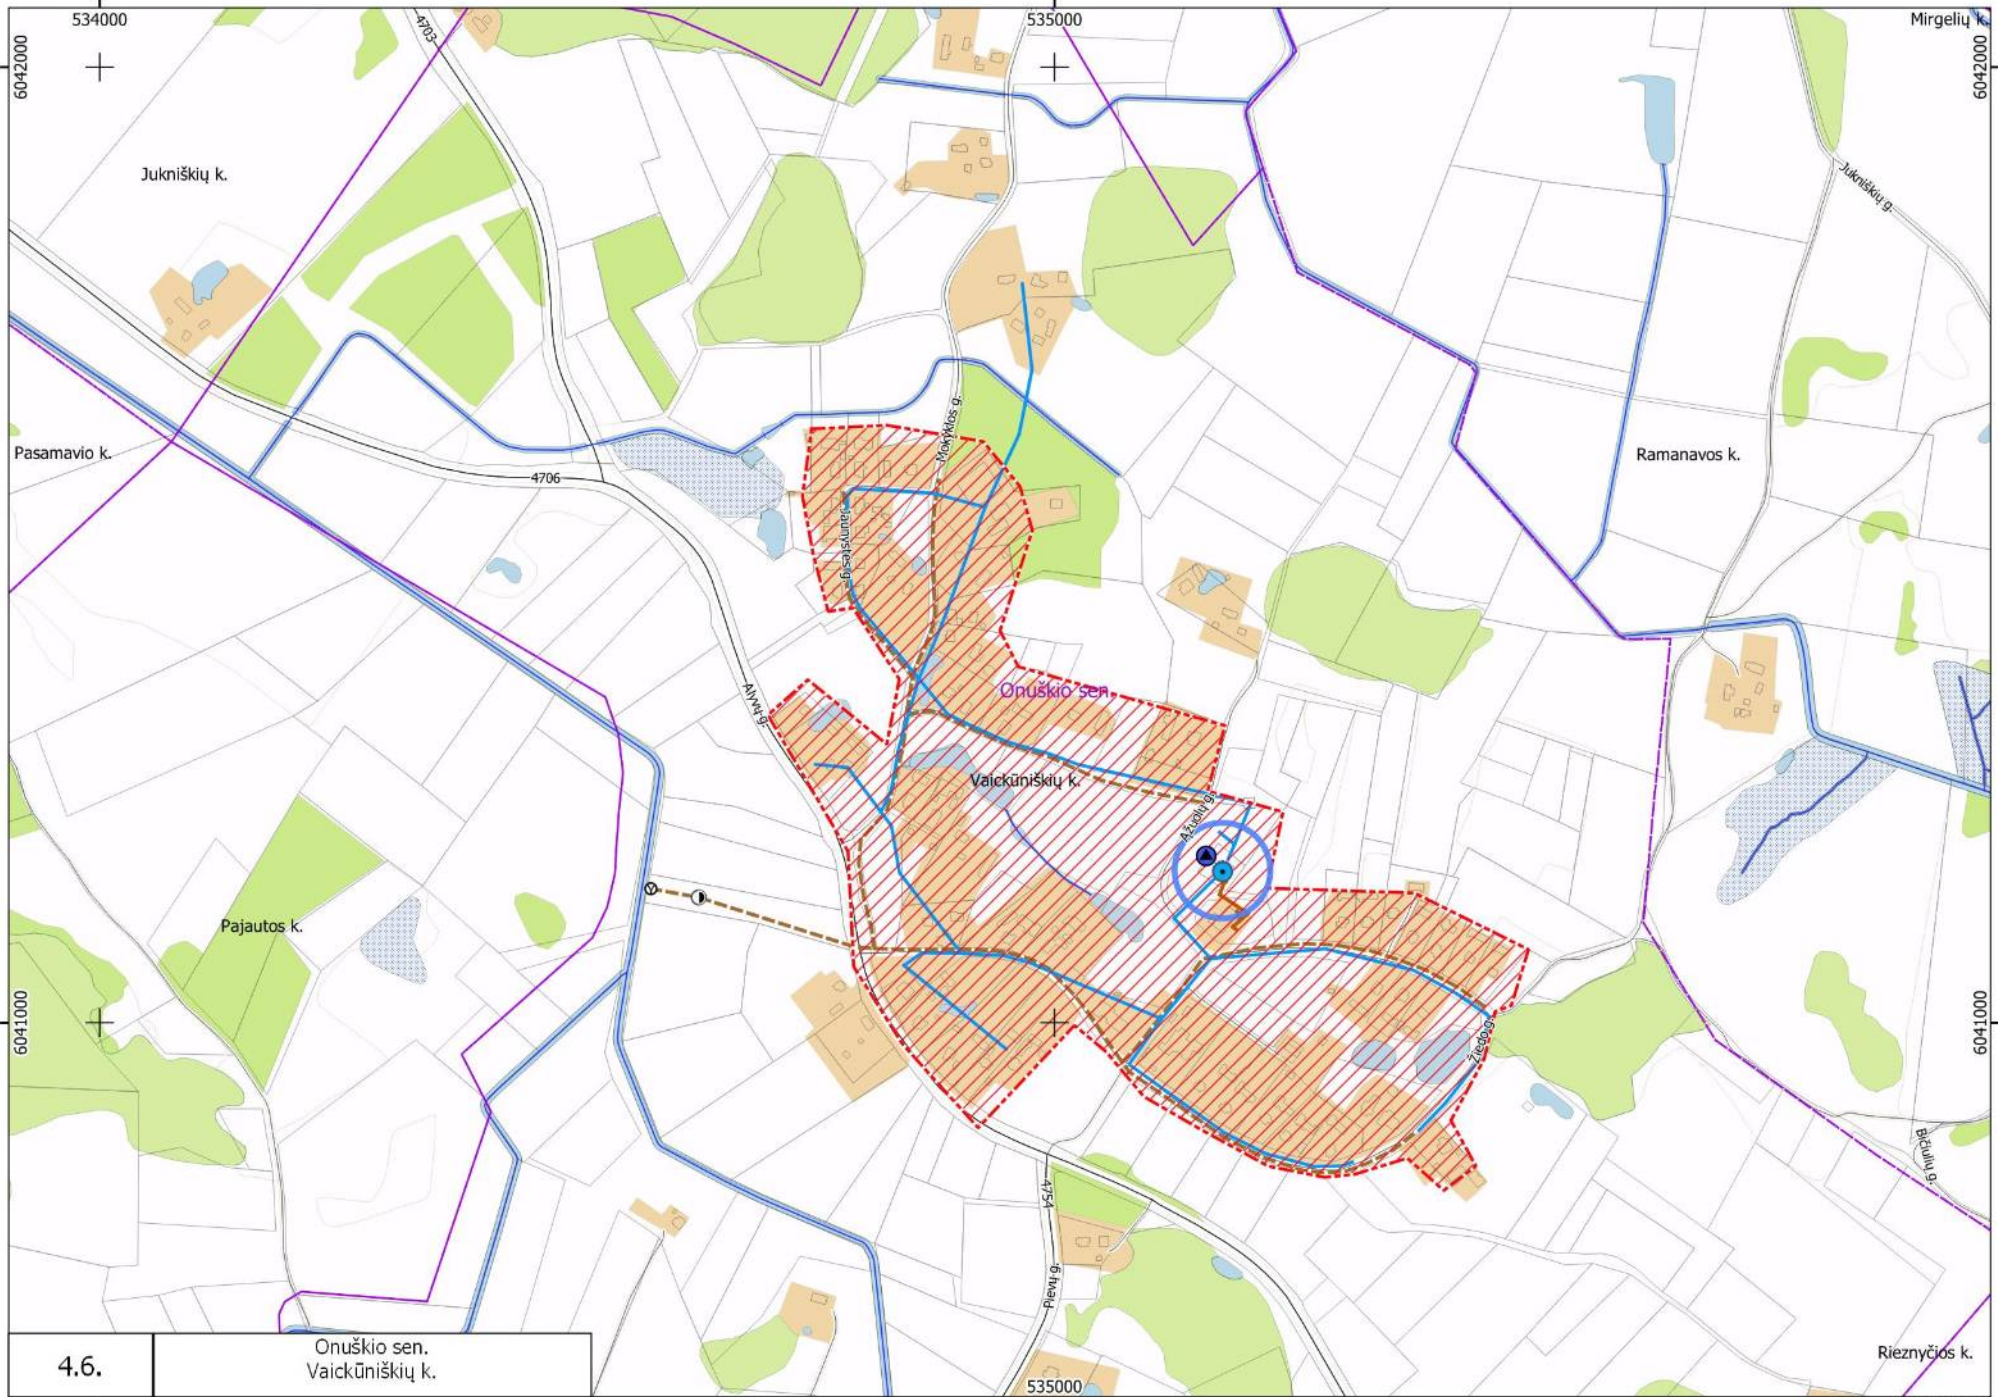 534000
535000
Mirgelių k.
6042000
6042000
4703
Jukniškių k.
Jukniškių g.
Mokyklos g.
Pasamavio k.
Ramanavos k.
4706
Jaunystės g.
Alyvų g.
Onuškio sen.
Vaickūniškių k.
Ąžuolų g.
Pajautos k.
6041000
6041000
Žiedo g.
Bičiulių g.
4754
Pievų g.
4.6.
Onuškio sen.
Vaickūniškių k.
Rieznyčios k.
535000